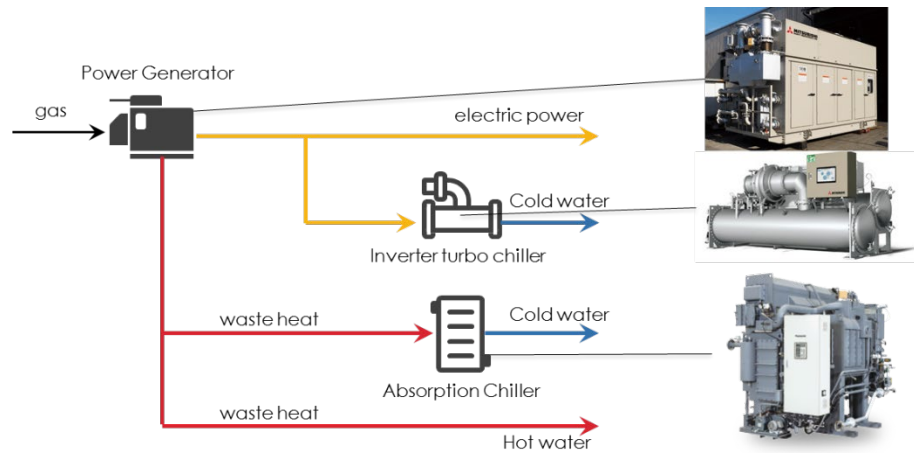 Power Generator
gas
electric power
Cold water
Inverter turbo chiller
waste heat
Cold water
Absorption Chiller
waste heat
Hot water